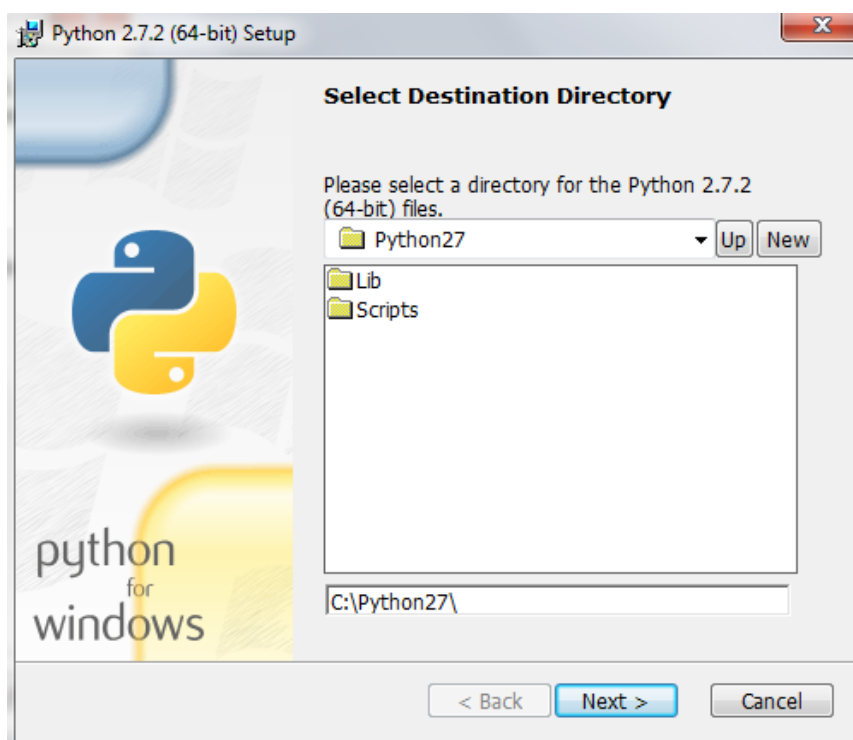 Python 2.7.2 (64-bit) Setup
X
Select Destination Directory
Please select a directory for the Python 2.7.2
(64-bit) files.
Python27
Up
New
Lib
Scripts
C:\Python27\
python
for
windows
< Back
Next >
Cancel